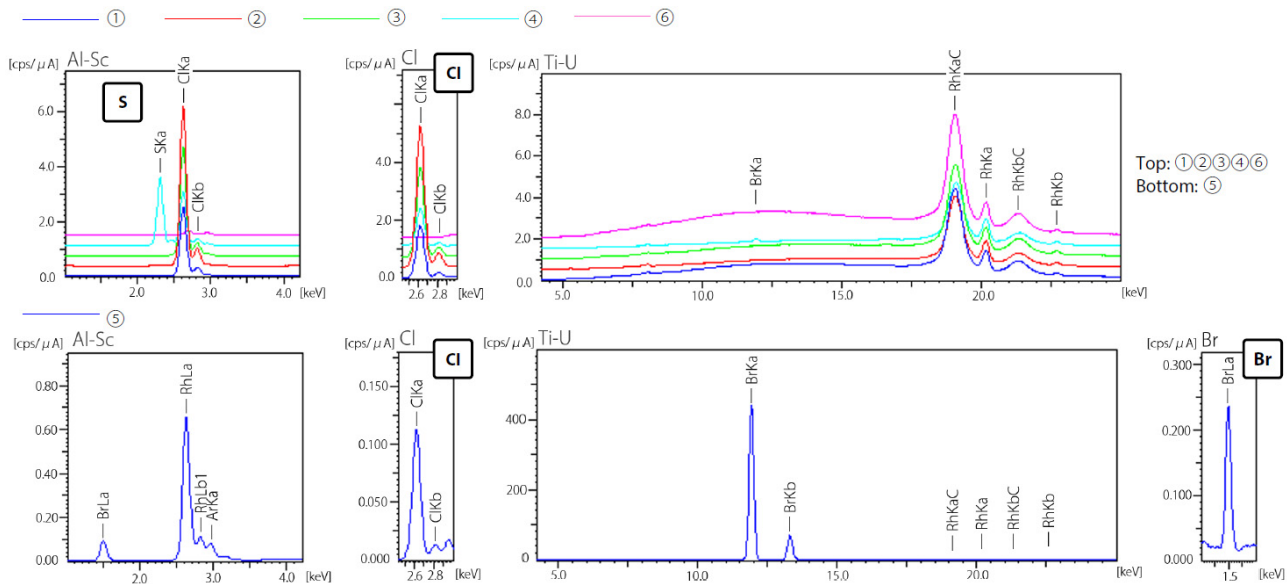 ① ② ③ ④ ⑥
[cps/ μ A] Al-Sc
ClKa
S
SKa
ClKb
6.0
4.0
2.0
0.0
2.0 3.0 4.0 [keV]
[cps/ μ A] Cl
Cl
ClKa
ClKb
4.0
2.0
0.0
2.6 2.8 [keV]
[cps/ μ A] Ti-U
RhKaC
BrKa
RhKa
RhKbC
RhKb
8.0
6.0
4.0
2.0
0.0
5.0 10.0 15.0 20.0 [keV]
Top: ①②③④⑥
Bottom: ⑤
⑤
[cps/ μ A] Al-Sc
RhLa
BrLa
RhLb1
ArKa
0.80
0.60
0.40
0.20
0.00
2.0 3.0 4.0 [keV]
[cps/ μ A] Cl
Cl
ClKa
ClKb
0.150
0.100
0.050
0.000
2.6 2.8 [keV]
[cps/ μ A] Ti-U
BrKa
BrKb
RhKaC
RhKa
RhKbC
RhKb
400
200
0
5.0 10.0 15.0 20.0 [keV]
Br
[cps/ μ A]
Br
BrLa
0.300
0.200
0.100
0.000
1.5 [keV]